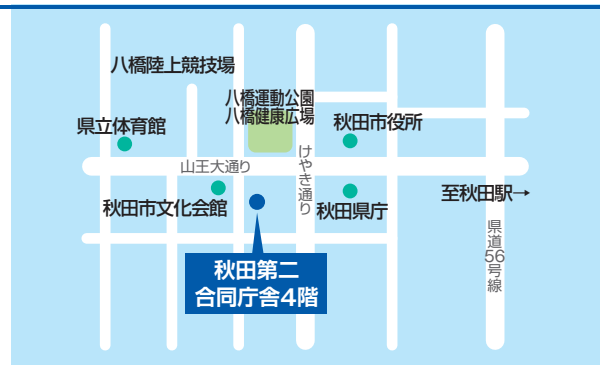 八橋陸上競技場
八橋運動公園
八橋健康広場
県立体育館
秋田市役所
山王大通り
けやき通り
秋田市文化会館
秋田県庁
至秋田駅→
県道56号線
秋田第二
合同庁舎4階